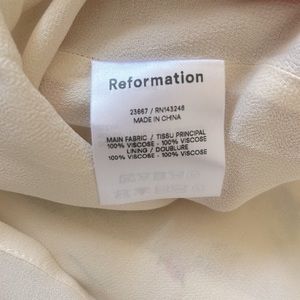 Reformation
23667 / RN143246
MADE IN CHINA
MAIN FABRIC / TISSU PRINCIPAL
100% VISCOSE - 100% VISCOSE
LINING / DOUBLURE
100% VISCOSE - 100% VISCOSE